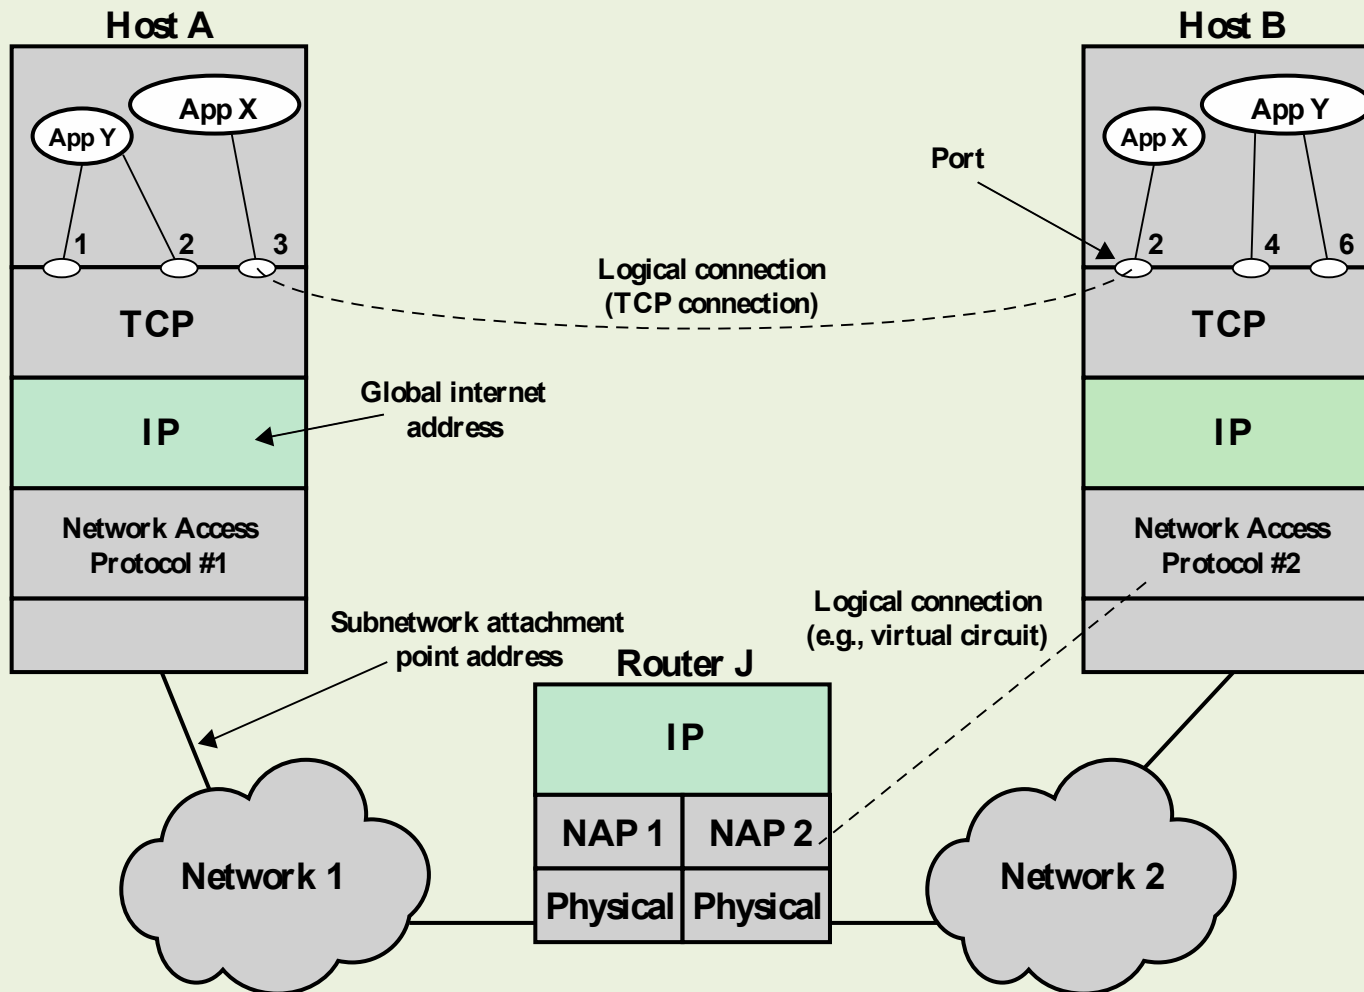 Host A
Host B
App X
App Y
App Y
App X
Port
1
2
3
2
4
6
Logical connection
(TCP connection)
TCP
TCP
Global internet
address
IP
IP
Network Access
Protocol #1
Network Access
Protocol #2
Logical connection
(e.g., virtual circuit)
Subnetwork attachment
point address
Router J
IP
NAP 1
NAP 2
Network 1
Network 2
Physical
Physical